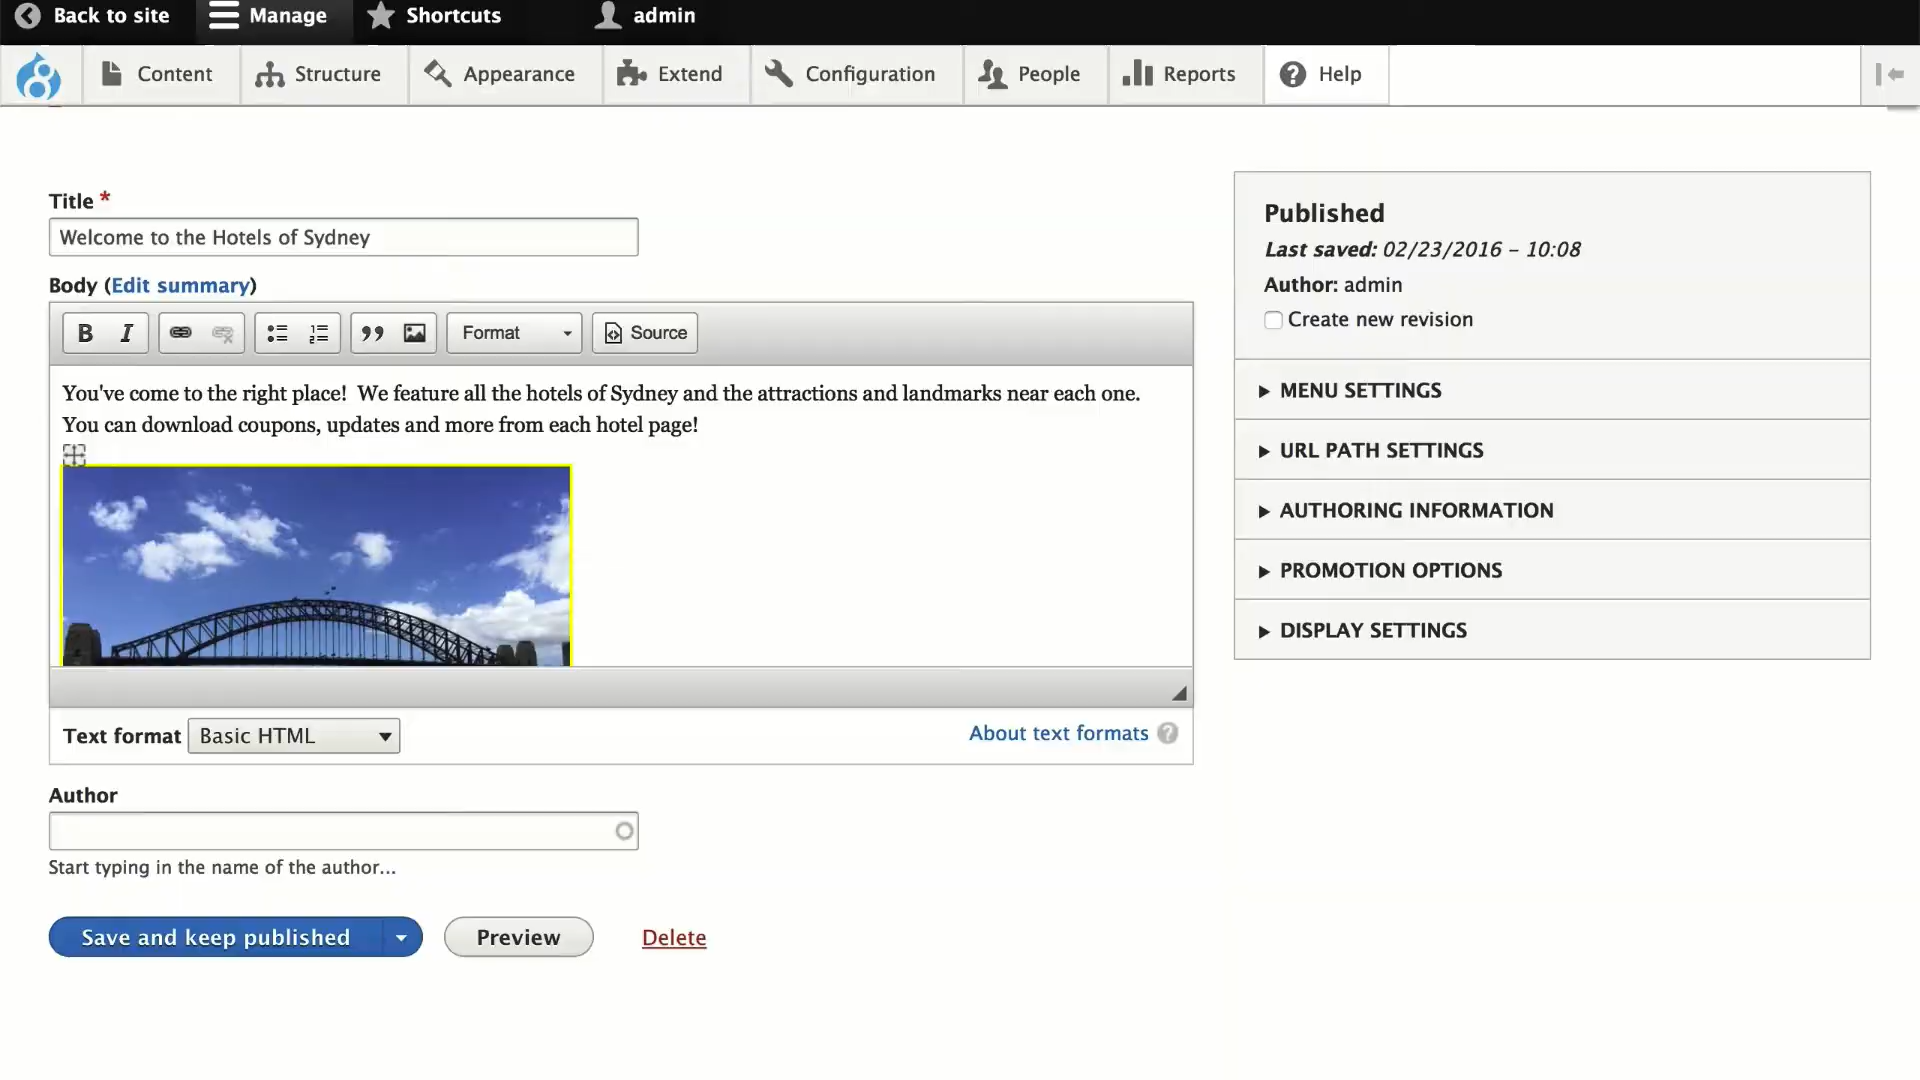 Back to site Manage Shortcuts admin
Content Structure Appearance Extend Configuration People Reports Help
Title *
Welcome to the Hotels of Sydney
Body (Edit summary)
B I Format Source
You've come to the right place!  We feature all the hotels of Sydney and the attractions and landmarks near each one.
You can download coupons, updates and more from each hotel page!
Text format Basic HTML About text formats ?
Author
Start typing in the name of the author...
Save and keep published Preview Delete
Published
Last saved: 02/23/2016 – 10:08
Author: admin
Create new revision
MENU SETTINGS
URL PATH SETTINGS
AUTHORING INFORMATION
PROMOTION OPTIONS
DISPLAY SETTINGS